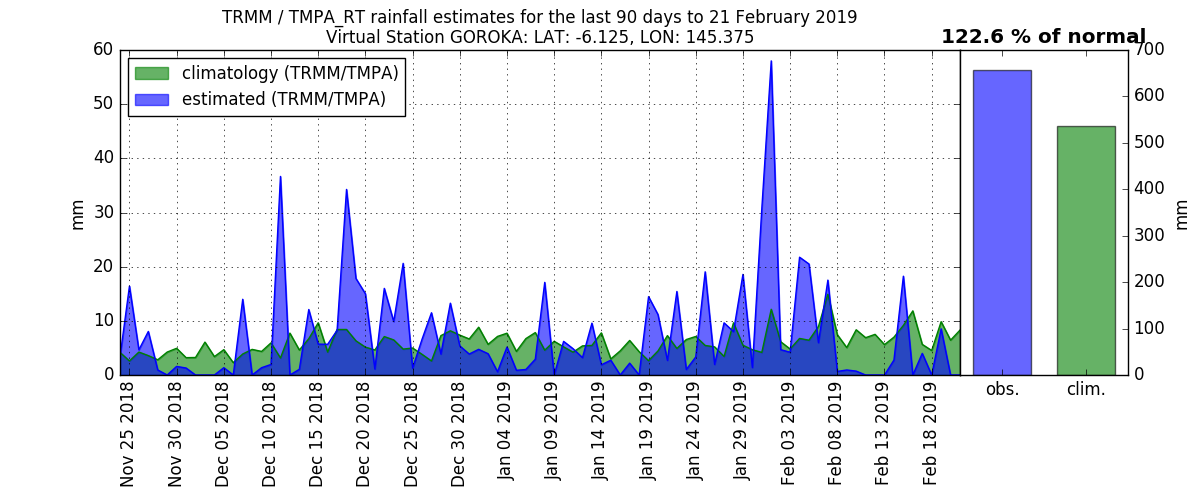 TRMM / TMPA_RT rainfall estimates for the last 90 days to 21 February 2019
Virtual Station GOROKA: LAT: -6.125, LON: 145.375
122.6 % of normal
climatology (TRMM/TMPA)
estimated (TRMM/TMPA)
60
50
40
30
20
10
0
mm
Nov 25 2018
Nov 30 2018
Dec 05 2018
Dec 10 2018
Dec 15 2018
Dec 20 2018
Dec 25 2018
Dec 30 2018
Jan 04 2019
Jan 09 2019
Jan 14 2019
Jan 19 2019
Jan 24 2019
Jan 29 2019
Feb 03 2019
Feb 08 2019
Feb 13 2019
Feb 18 2019
obs.
clim.
700
600
500
400
300
200
100
0
mm